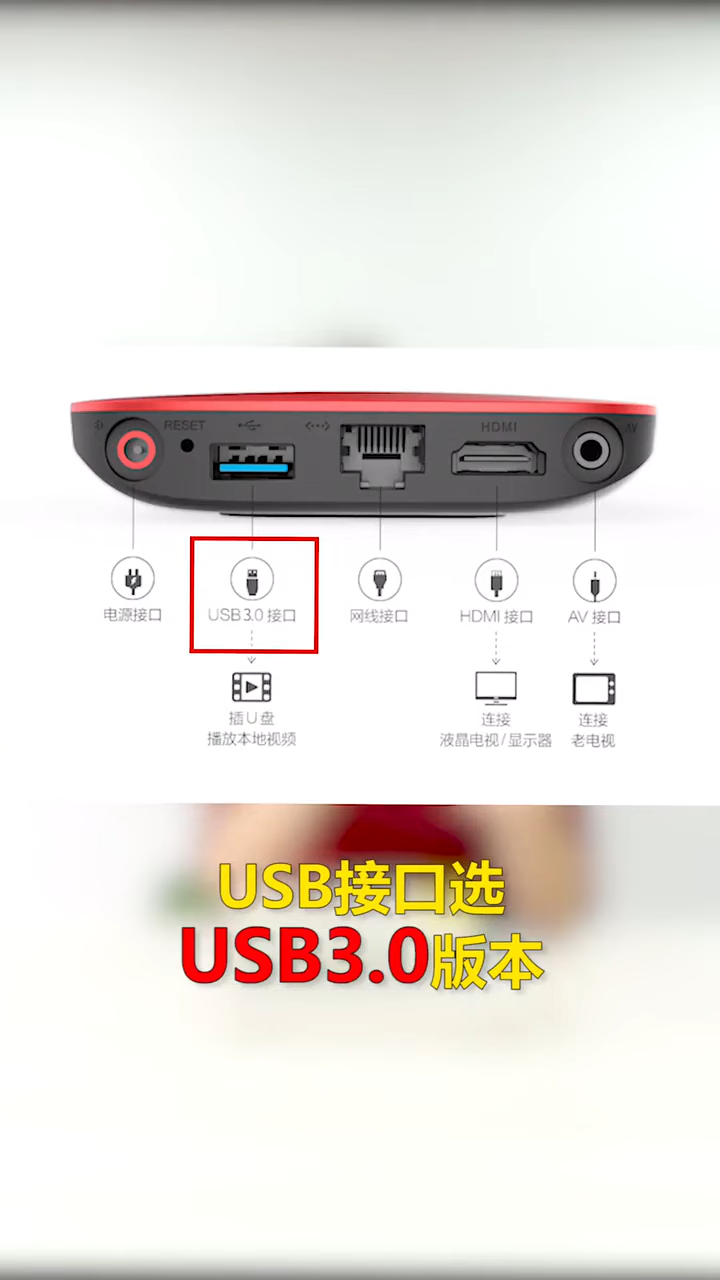 RESET
HDMI
AV
电源接口
USB3.0 接口
网线接口
HDMI 接口
AV 接口
插U盘
播放本地视频
连接
液晶电视/显示器
连接
老电视
USB接口选
USB3.0版本